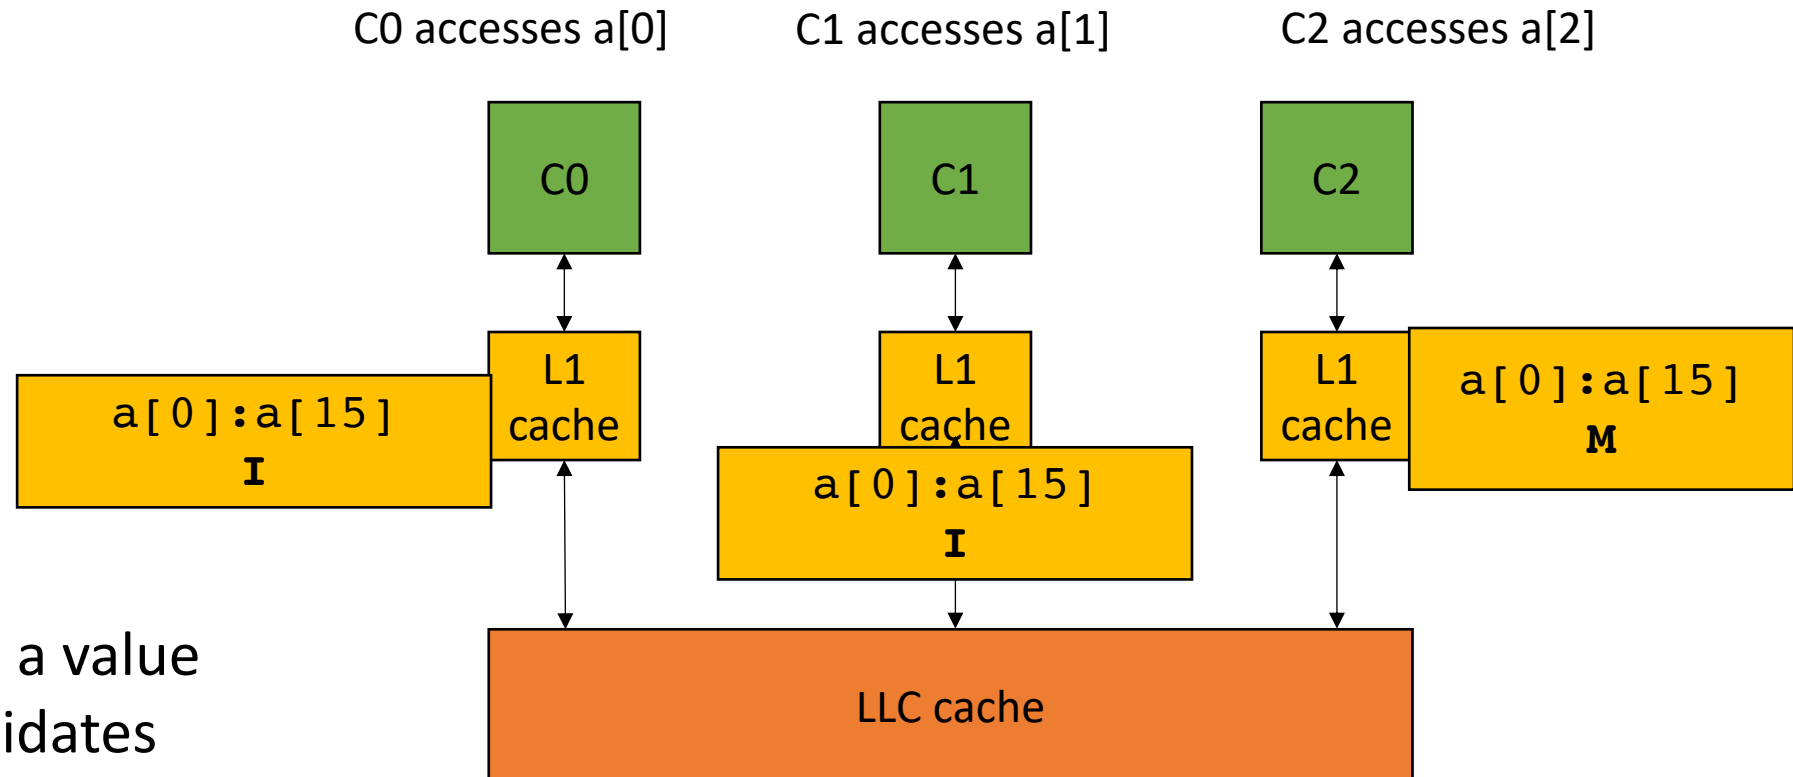 C0 accesses a[0]
C1 accesses a[1]
C2 accesses a[2]
C0
C1
C2
L1
cache
L1
cache
L1
cache
a[0]:a[15]
I
a[0]:a[15]
I
a[0]:a[15]
M
a value
idates
LLC cache